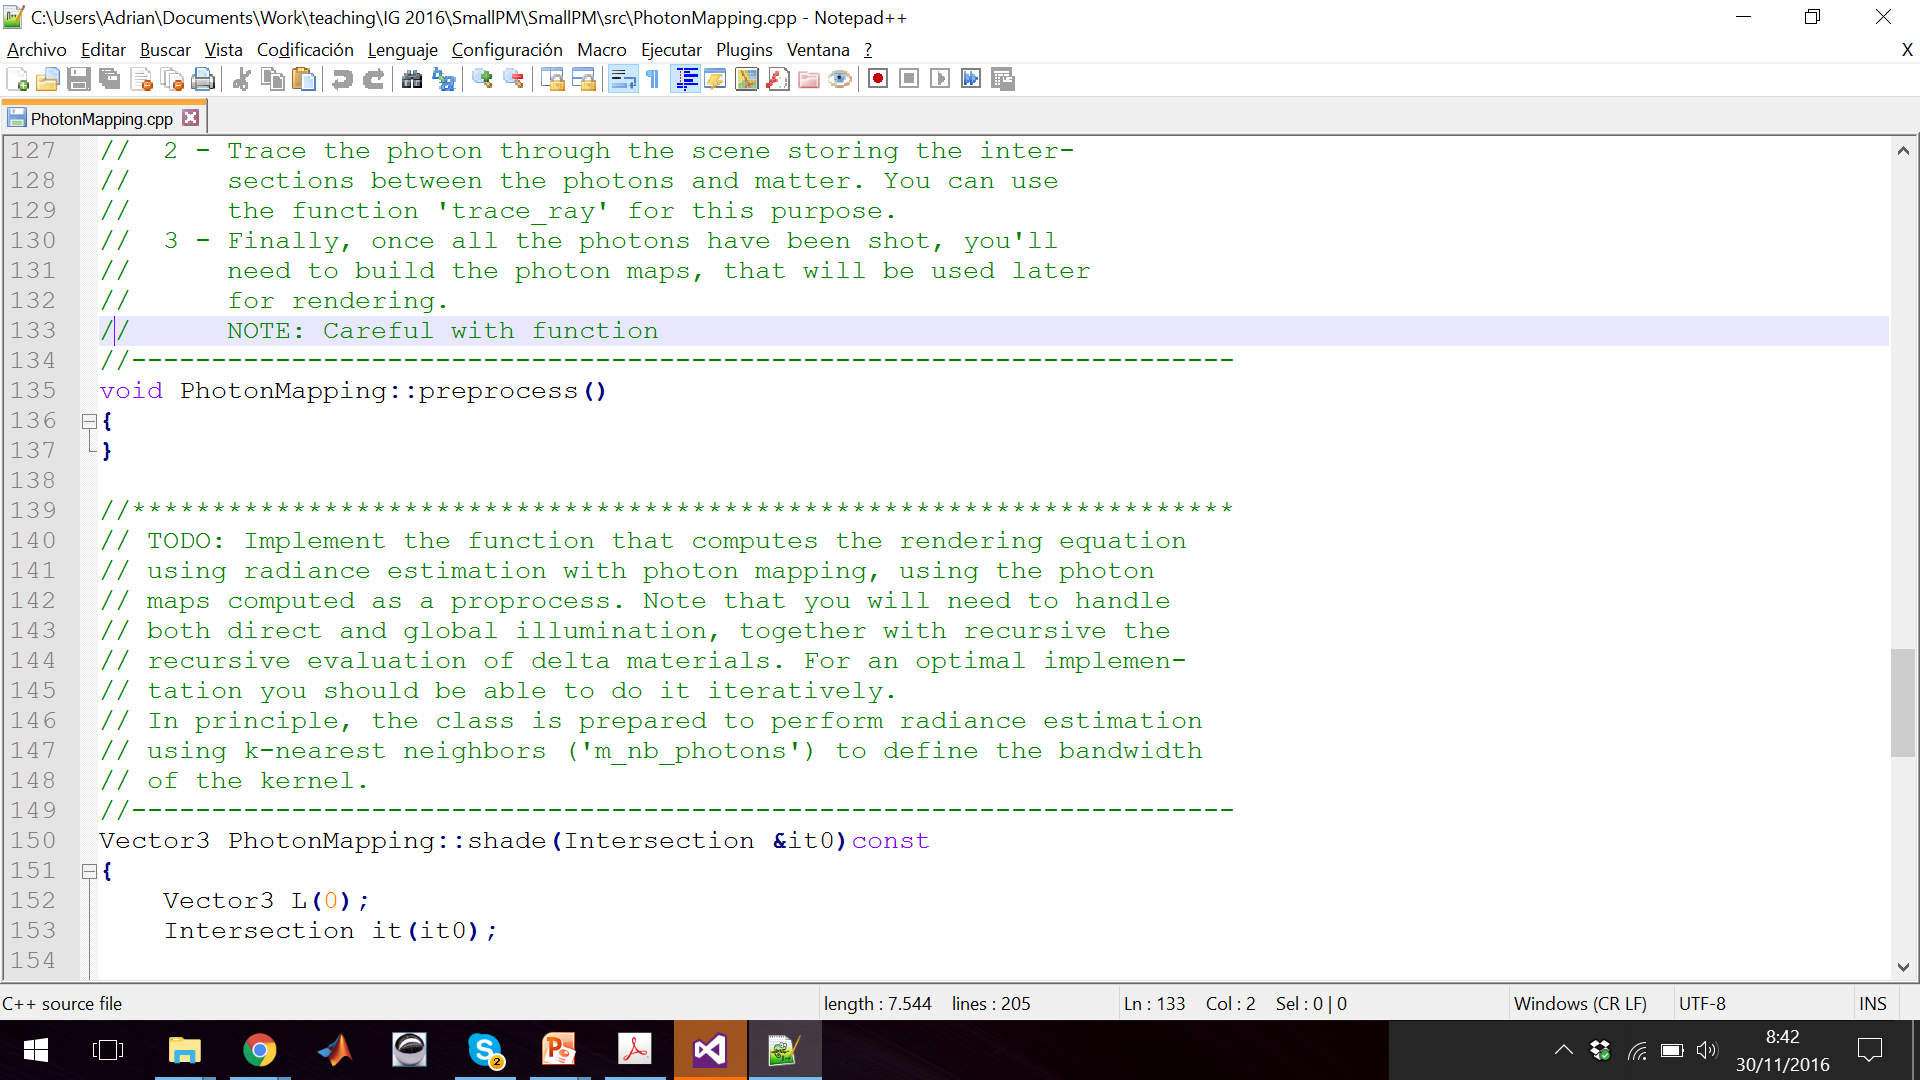 C:\Users\Adrian\Documents\Work\teaching\IG 2016\SmallPM\SmallPM\src\PhotonMapping.cpp - Notepad++
Archivo Editar Buscar Vista Codificación Lenguaje Configuración Macro Ejecutar Plugins Ventana ? X
PhotonMapping.cpp
127 //  2 - Trace the photon through the scene storing the inter-
128 //      sections between the photons and matter. You can use
129 //      the function 'trace_ray' for this purpose.
130 //  3 - Finally, once all the photons have been shot, you'll
131 //      need to build the photon maps, that will be used later
132 //      for rendering.
133 //      NOTE: Careful with function
134 //---------------------------------------------------------------------
135 void PhotonMapping::preprocess()
136 {
137 }
138
139 //*********************************************************************
140 // TODO: Implement the function that computes the rendering equation
141 // using radiance estimation with photon mapping, using the photon
142 // maps computed as a proprocess. Note that you will need to handle
143 // both direct and global illumination, together with recursive the
144 // recursive evaluation of delta materials. For an optimal implemen-
145 // tation you should be able to do it iteratively.
146 // In principle, the class is prepared to perform radiance estimation
147 // using k-nearest neighbors ('m_nb_photons') to define the bandwidth
148 // of the kernel.
149 //---------------------------------------------------------------------
150 Vector3 PhotonMapping::shade(Intersection &it0)const
151 {
152     Vector3 L(0);
153     Intersection it(it0);
154
C++ source file length : 7.544 lines : 205 Ln : 133 Col : 2 Sel : 0 | 0 Windows (CR LF) UTF-8 INS
2
8:42
30/11/2016